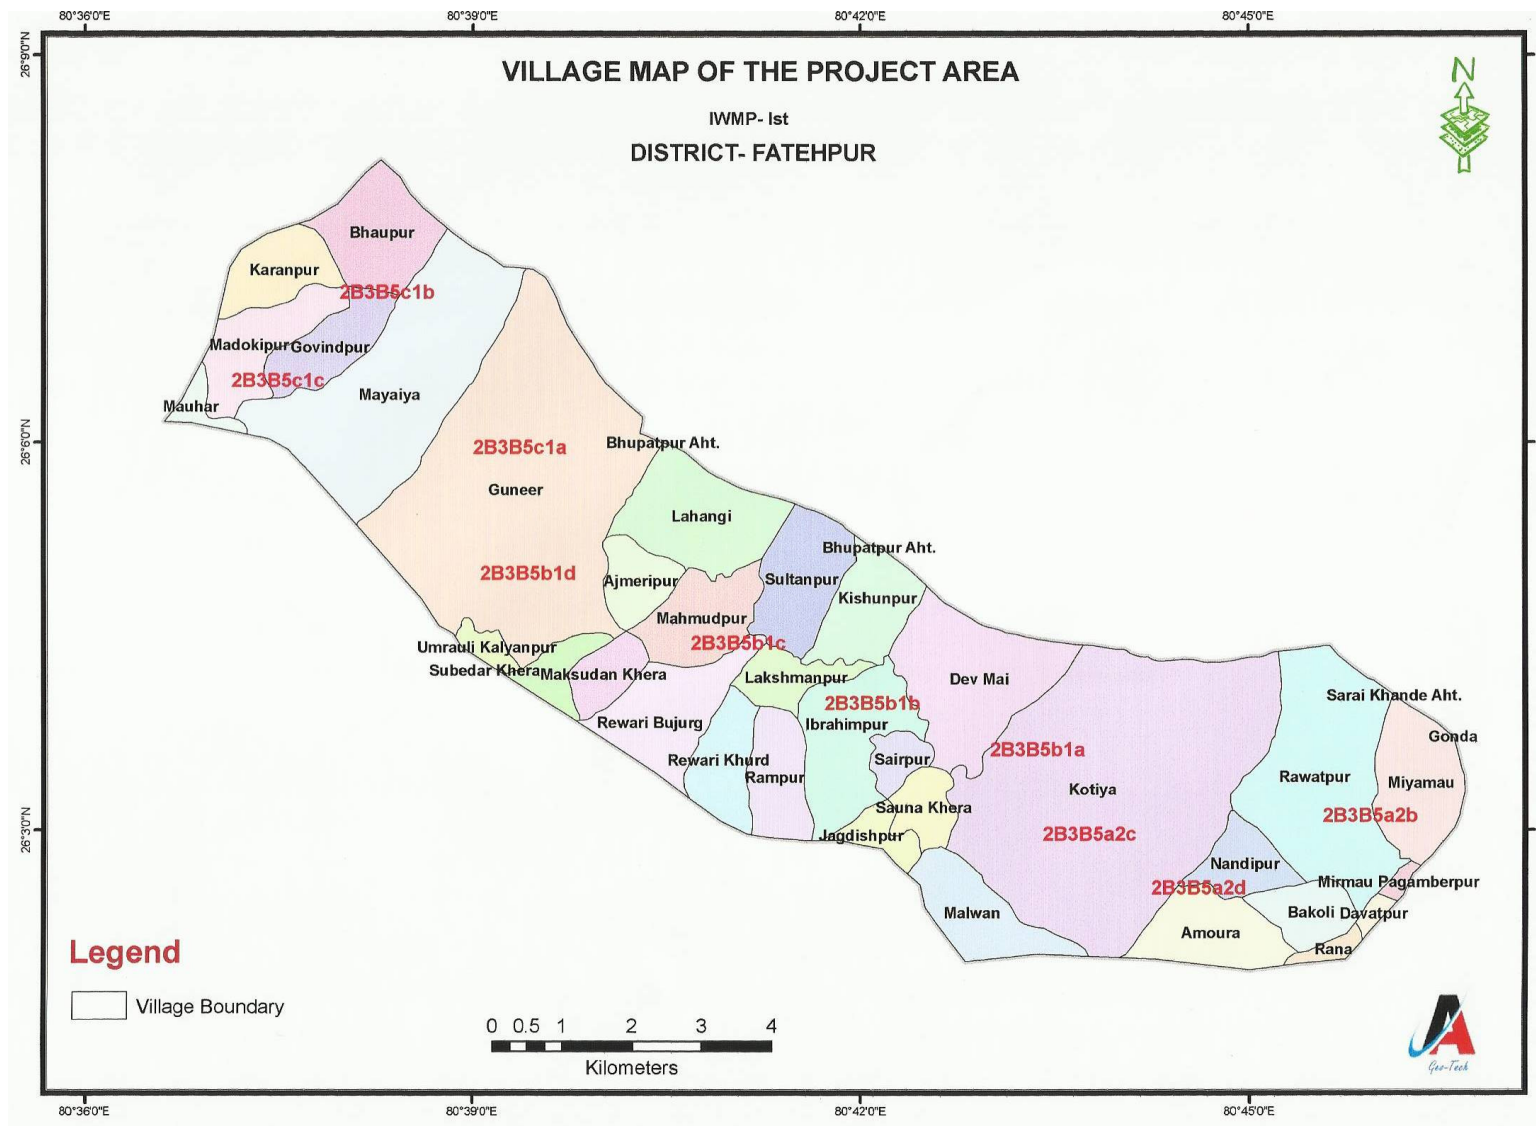 80°36'0"E 80°39'0"E 80°42'0"E 80°45'0"E
26°9'0"N
VILLAGE MAP OF THE PROJECT AREA
N
IWMP- Ist
DISTRICT- FATEHPUR
Bhaupur
Karanpur
2B3B5c1b
Madokipur Govindpur
2B3B5c1c
Mayaiya
Mauhar
26°6'0"N
2B3B5c1a
Bhupatpur Aht.
Guneer
Lahangi
Bhupatpur Aht.
2B3B5b1d
Ajmeripur
Sultanpur
Kishunpur
Mahmudpur
2B3B5b1c
Umrauli Kalyanpur
Subedar Khera
Maksudan Khera
Lakshmanpur
Dev Mai
Sarai Khande Aht.
2B3B5b1b
Rewari Bujurg
Ibrahimpur
Gonda
2B3B5b1a
Rewari Khurd
Sairpur
Rampur
Rawatpur
Miyamau
Kotiya
Sauna Khera
2B3B5a2b
26°3'0"N
Jagdishpur
2B3B5a2c
Nandipur
2B3B5a2d
Mirmau Pagamberpur
Malwan
Bakoli
Davatpur
Amoura
Rana
Legend
Village Boundary
0 0.5 1 2 3 4
Kilometers
A
Geo-Tech
80°36'0"E 80°39'0"E 80°42'0"E 80°45'0"E